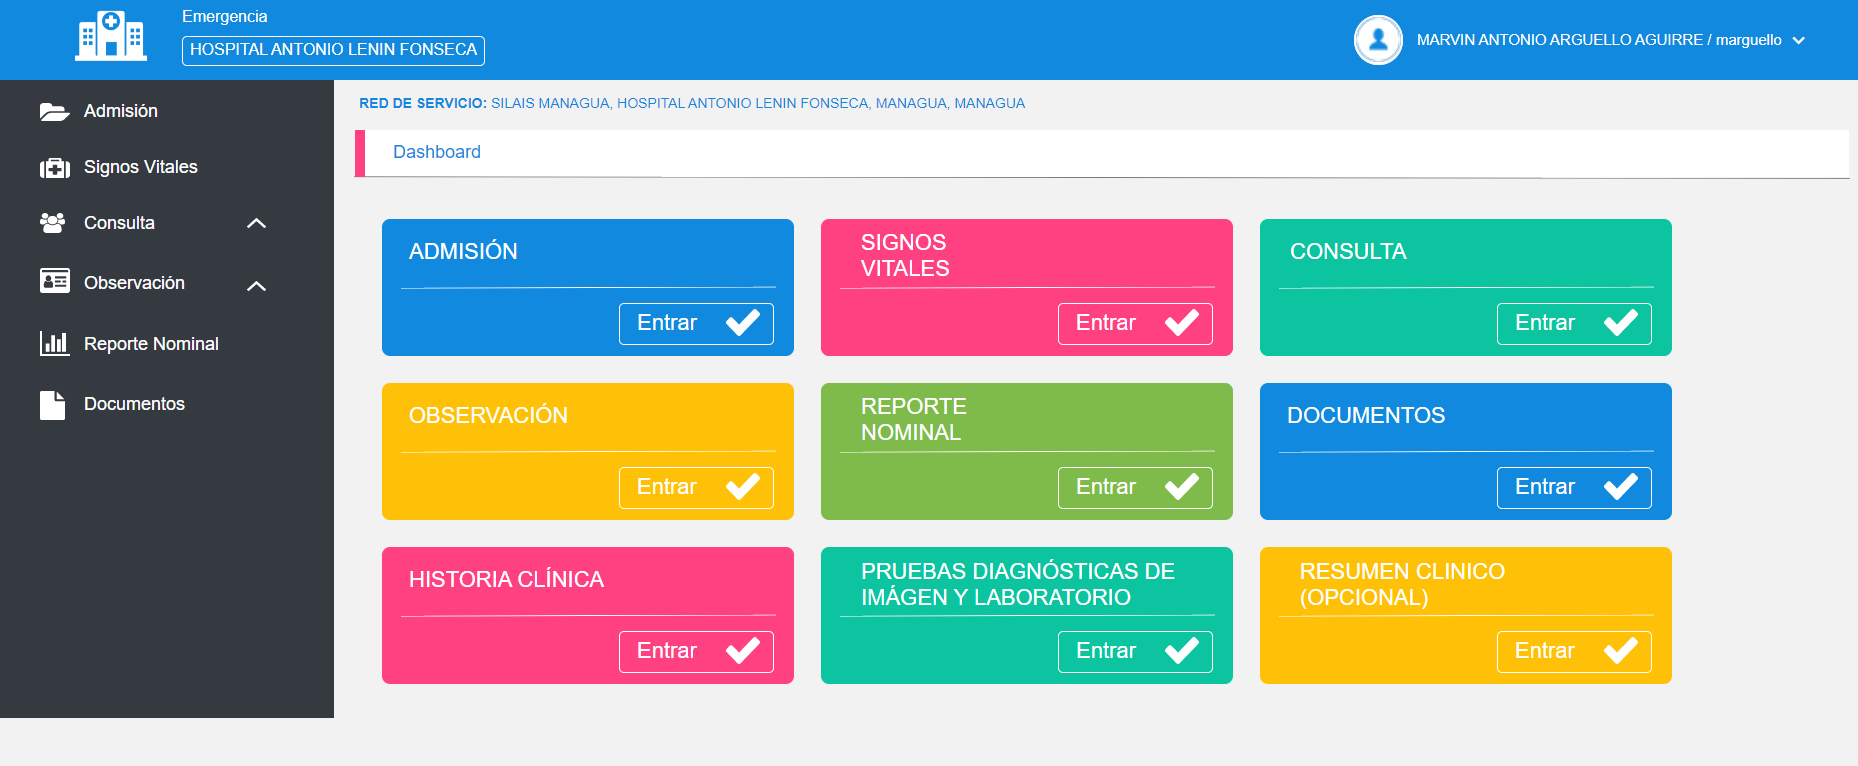 Emergencia
HOSPITAL ANTONIO LENIN FONSECA
MARVIN ANTONIO ARGUELLO AGUIRRE / marguello
Admisión
Signos Vitales
Consulta
Observación
Reporte Nominal
Documentos
RED DE SERVICIO: SILAIS MANAGUA, HOSPITAL ANTONIO LENIN FONSECA, MANAGUA, MANAGUA
Dashboard
ADMISIÓN
Entrar
SIGNOS
VITALES
Entrar
CONSULTA
Entrar
OBSERVACIÓN
Entrar
REPORTE
NOMINAL
Entrar
DOCUMENTOS
Entrar
HISTORIA CLÍNICA
Entrar
PRUEBAS DIAGNÓSTICAS DE
IMÁGEN Y LABORATORIO
Entrar
RESUMEN CLINICO
(OPCIONAL)
Entrar